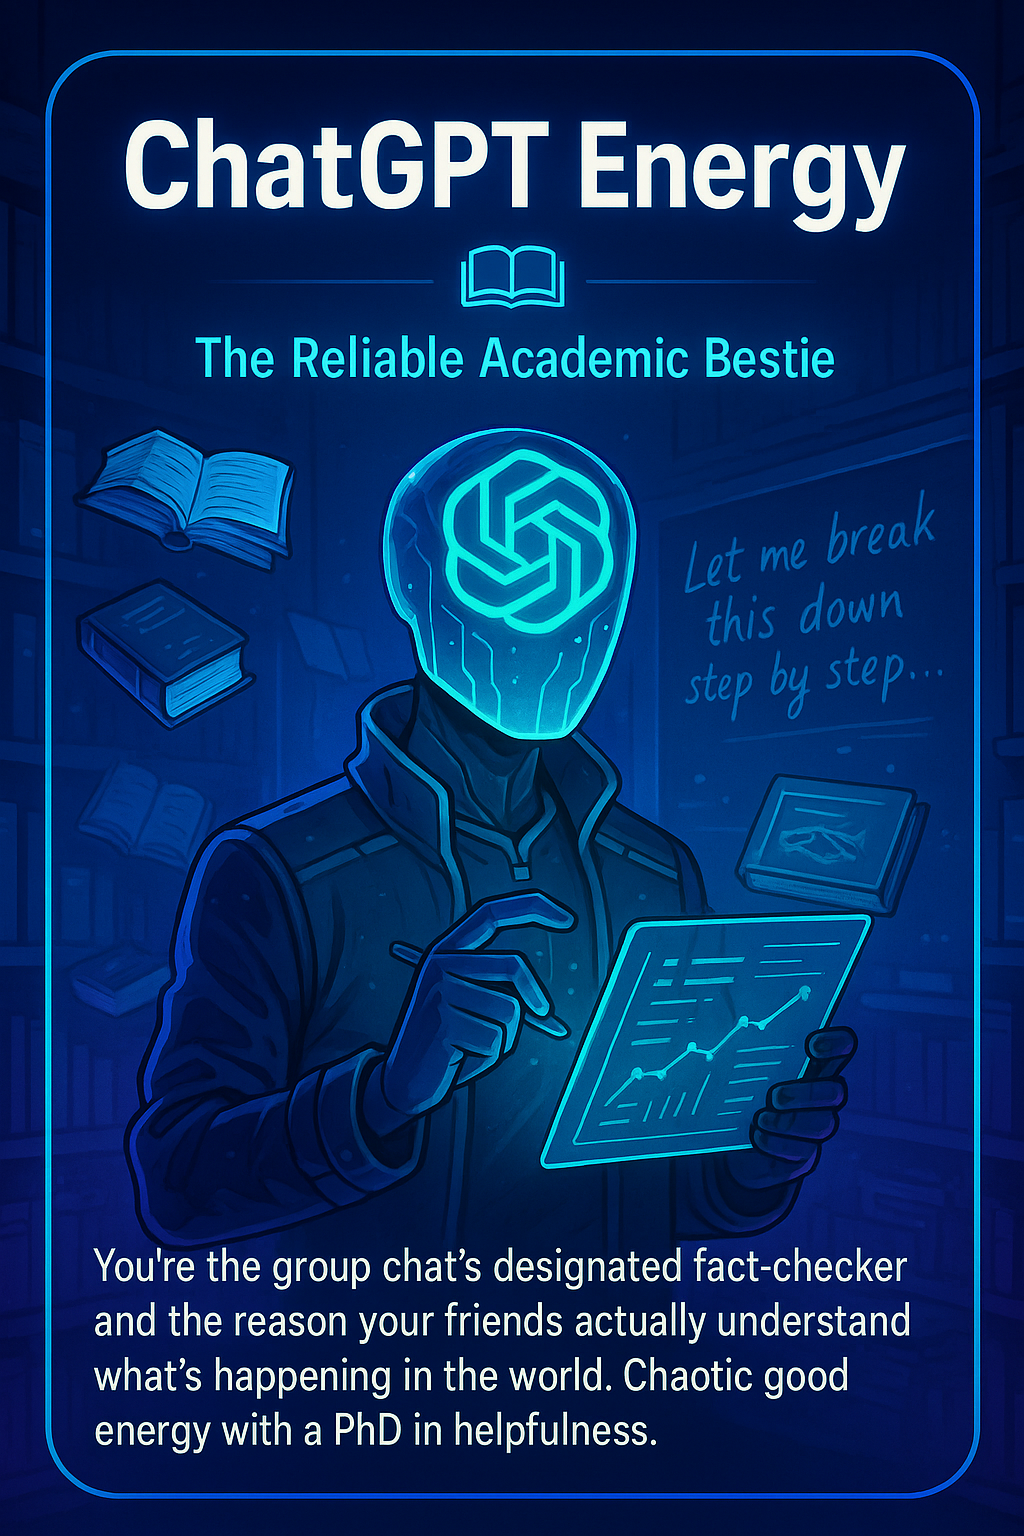 ChatGPT Energy
The Reliable Academic Bestie
Let me break
this down
step by step...
You're the group chat’s designated fact-checker
and the reason your friends actually understand
what’s happening in the world. Chaotic good
energy with a PhD in helpfulness.